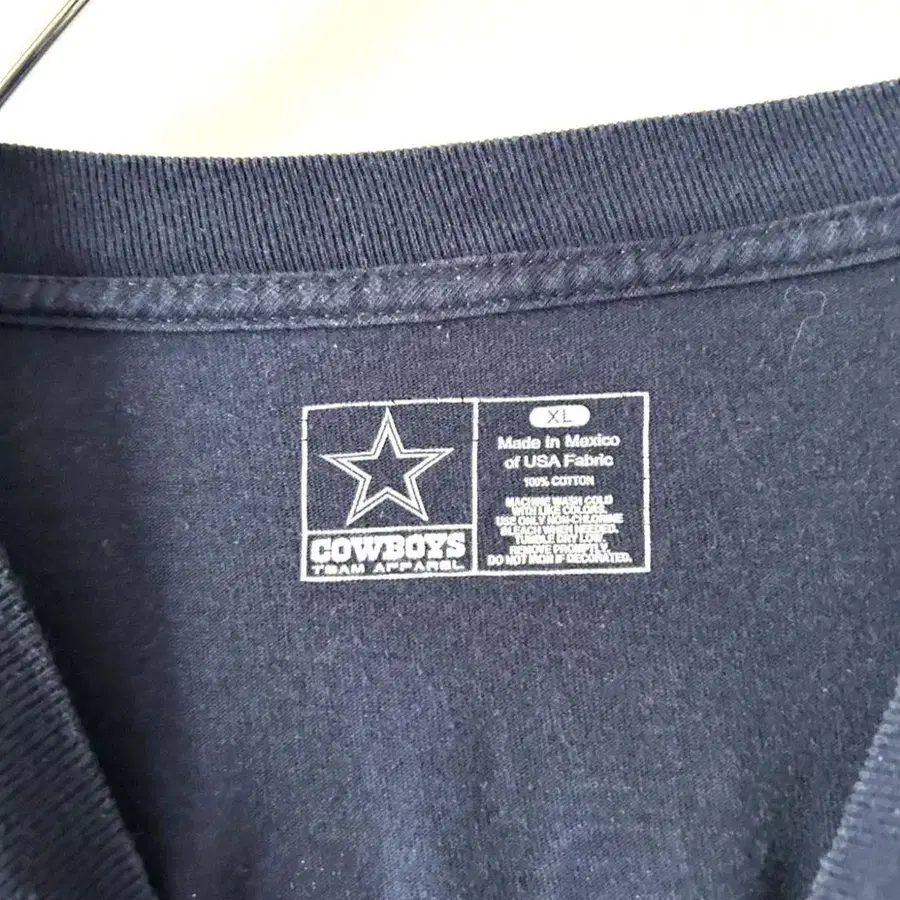 COWBOYS
TEAM APPAREL
XL
Made in Mexico
of USA Fabric
100% COTTON
MACHINE WASH COLD
WITH LIKE COLORS.
USE ONLY NON-CHLORINE
BLEACH WHEN NEEDED.
TUMBLE DRY LOW.
REMOVE PROMPTLY.
DO NOT IRON IF DECORATED.